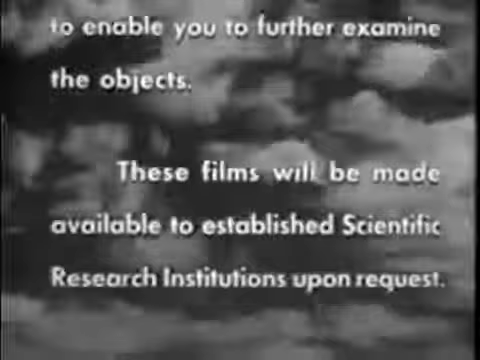 to enable you to further examine
the objects.
These films will be made
available to established Scientific
Research Institutions upon request.